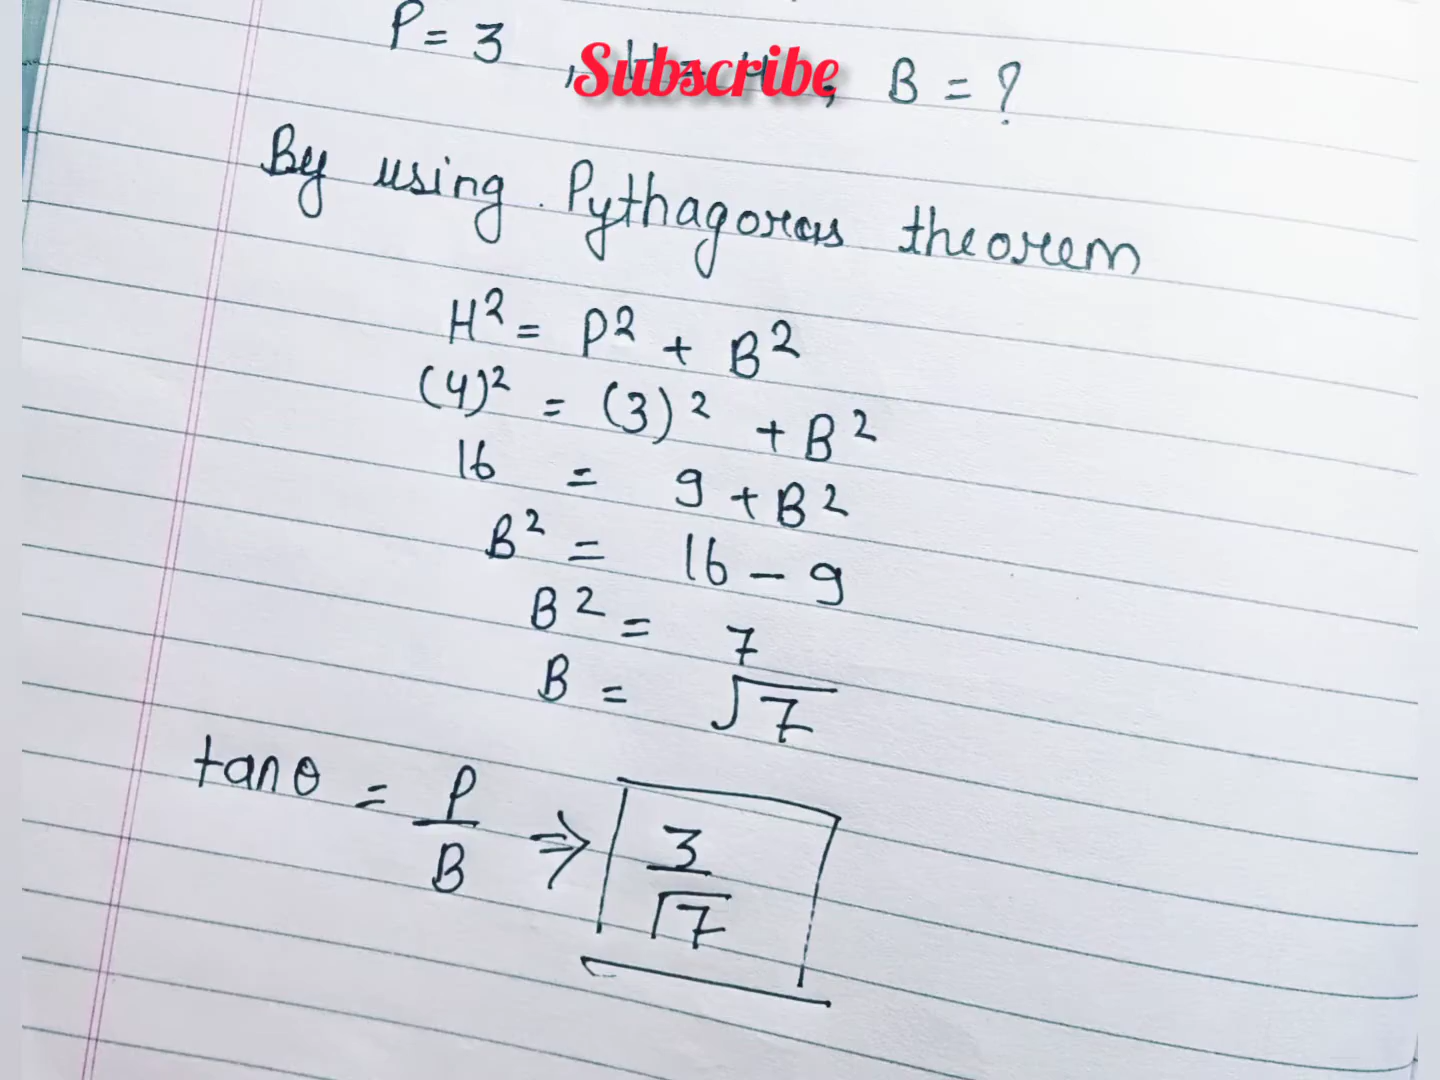 P = 3 , Subscribe , B = ?
By using Pythagoras theorem
H² = P² + B²
(4)² = (3)² + B²
16 = 9 + B²
B² = 16 - 9
B² = 7
B = √7
tan θ = P/B ⇒ 3/√7